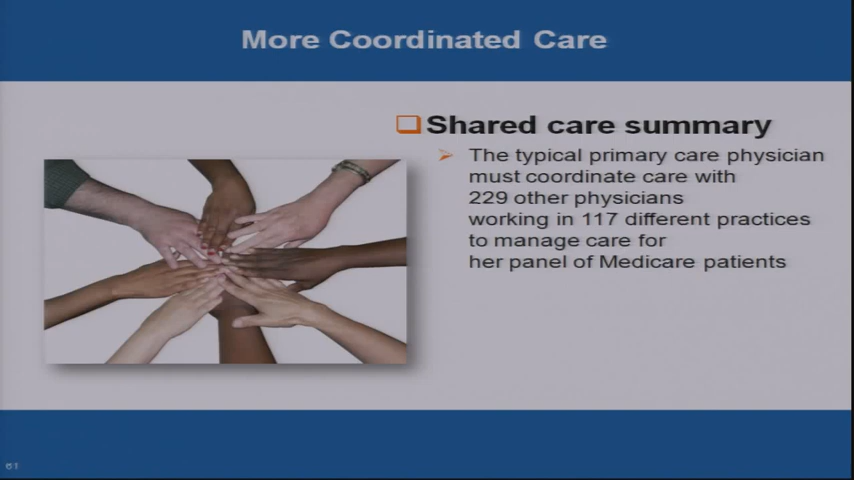 More Coordinated Care
Shared care summary
The typical primary care physician
must coordinate care with
229 other physicians
working in 117 different practices
to manage care for
her panel of Medicare patients
61